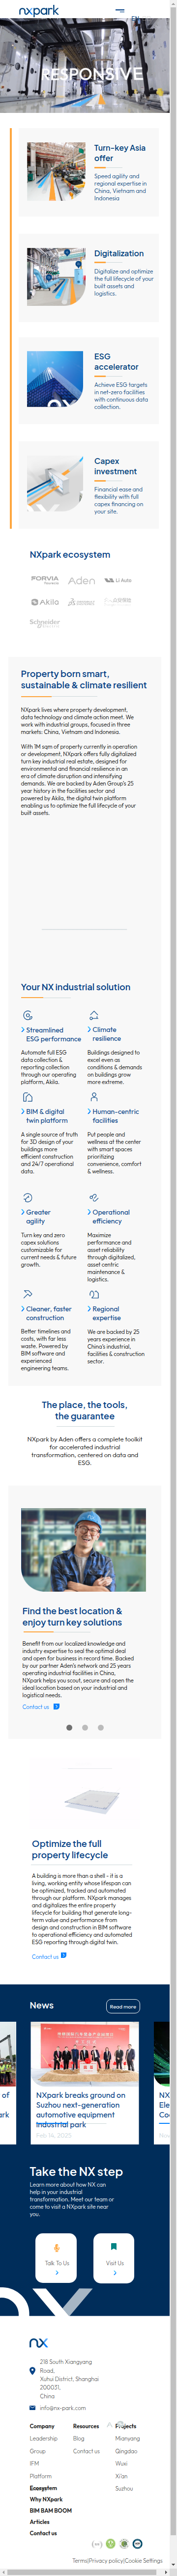 nxpark
EN
RESPONSIVE
Turn-key Asia
offer
Speed agility and
regional expertise in
China, Vietnam and
Indonesia
Digitalization
Digitalize and optimize
the full lifecycle of your
built assets and
logistics.
ESG
accelerator
Achieve ESG targets
in net-zero facilities
with continuous data
collection.
Capex
investment
Financial ease and
flexibility with full
capex financing on
your site.
NXpark ecosystem
FORVIA
Aden
Li Auto
Akila
Schneider
Property born smart,
sustainable & climate resilient
NXpark lives where property development,
data technology and climate action meet. We
work with industrial groups, focused in three
markets: China, Vietnam and Indonesia.
With 1M sqm of property currently in operation
or development, NXpark offers fully digitalized
turn key industrial real estate, designed for
environmental and financial resilience in an
era of climate disruption and intensifying
demands. We are backed by Aden Group's 25
year history in the facilities sector and
powered by Akila, the digital twin platform
enabling us to optimize the full lifecycle of your
built assets.
Your NX industrial solution
Streamlined
ESG performance
Automate full ESG
data collection &
reporting collection
through our operating
platform, Akila.
Climate
resilience
Buildings designed to
excel even as
conditions & demands
on buildings grow
more extreme.
BIM & digital
twin platform
A single source of truth
for 3D design of your
buildings more
efficient construction
and 24/7 operational
data.
Human-centric
facilities
Put people and
wellness at the center
with smart spaces
prioritizing
convenience, comfort
& wellness.
Greater
agility
Turn key and zero
capex solutions
customizable for
current needs & future
growth.
Operational
efficiency
Maximize
performance and
asset reliability
through digitalized,
asset centric
maintenance &
logistics.
Cleaner, faster
construction
Better timelines and
costs, with far less
waste. Powered by
BIM software and
experienced
engineering teams.
Regional
expertise
We are backed by 25
years experience in
China's industrial,
facilities & construction
sector.
The place, the tools,
the guarantee
NXpark by Aden offers a complete toolkit
for accelerated industrial
transformation, centered on data and
ESG.
Find the best location &
enjoy turn key solutions
Benefit from our localized knowledge and
industry expertise to seal the optimal deal
and open for business in record time. Backed
by our partner Aden's network and 25 years
operating industrial facilities in China,
NXpark helps you scout, secure and open the
ideal location based on your industrial and
logistical needs.
Contact us
Optimize the full
property lifecycle
A building is more than a shell – it is a
living, working entity whose lifespan can
be optimized, tracked and automated
through our platform. NXpark manages
and digitalizes the entire property
lifecycle for building that generate long-
term value and performance from
design and construction in BIM software
to operational efficiency and automated
ESG reporting through digital twin.
Contact us
News
Read more
NXpark breaks ground on
Suzhou next-generation
automotive equipment
industrial park
Feb 14, 2023
Take the NX step
Learn more about how NX can
help in your industrial
transformation. Meet our team or
come to visit a NXpark site near
you.
Talk To Us
Visit Us
NX
218 South Xiangyang
Road,
Xuhui District, Shanghai
200031.
China
info@nx-park.com
Company
Resources
Projects
Leadership
Blog
Mianyang
Group
Contact us
Qingdao
IFM
Wuxi
Platform
Xi'an
Ecosystem
Suzhou
Why NXpark
BIM BAM BOOM
Articles
Contact us
Terms|Privacy policy|Cookie Settings